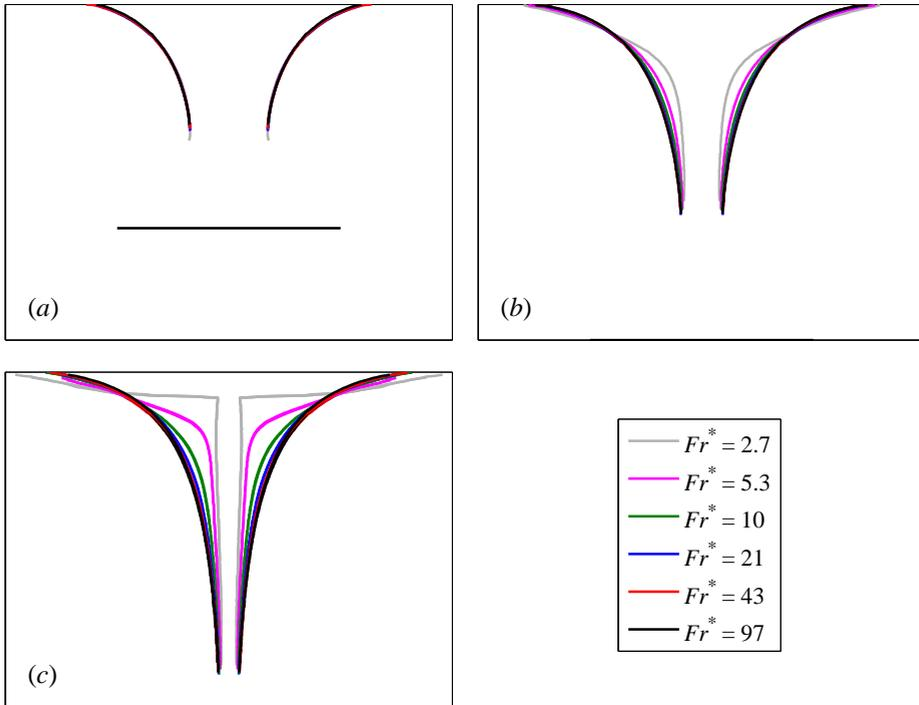 (a)
(b)
(c)
Fr* = 2.7
Fr* = 5.3
Fr* = 10
Fr* = 21
Fr* = 43
Fr* = 97